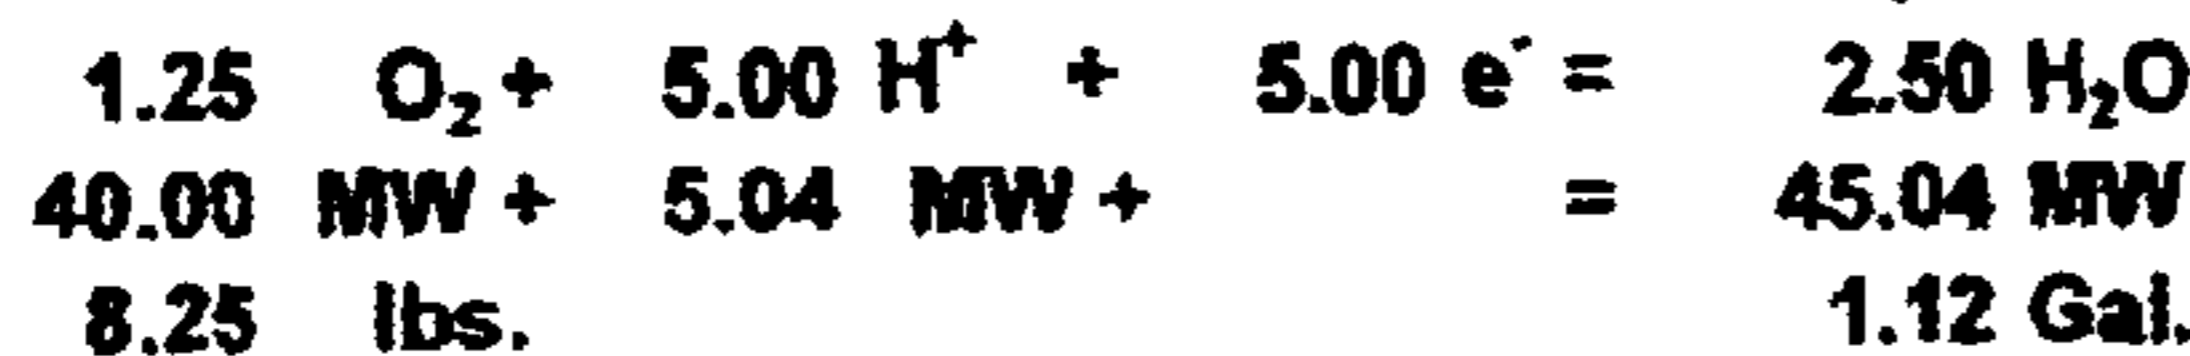 1.25 O₂ + 5.00 H⁺ + 5.00 e⁻ = 2.50 H₂O
40.00 MW + 5.04 MW + = 45.04 MW
8.25 lbs. 1.12 Gal.